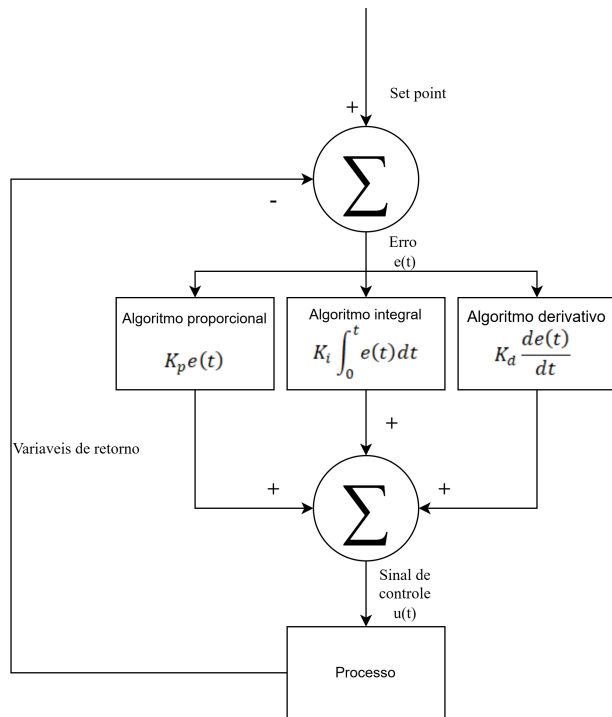 Set point
+
∑
-
Erro
e(t)
Algoritmo proporcional
K_p e(t)
Algoritmo integral
K_i ∫_0^t e(t)dt
Algoritmo derivativo
K_d de(t)/dt
Variaveis de retorno
+
+
+
∑
Sinal de
controle
u(t)
Processo